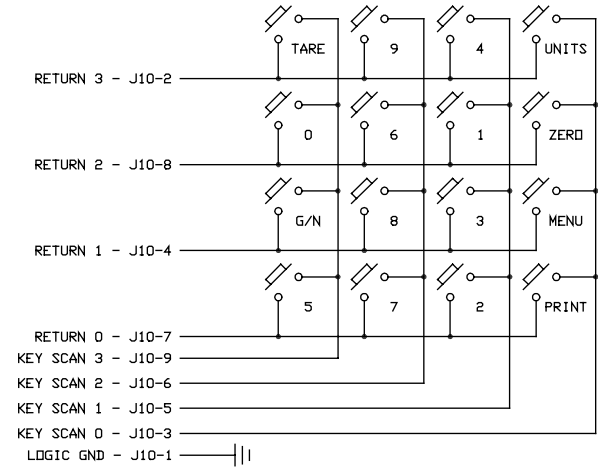 TARE 9 4 UNITS
RETURN 3 - J10-2
0 6 1 ZERO
RETURN 2 - J10-8
G/N 8 3 MENU
RETURN 1 - J10-4
5 7 2 PRINT
RETURN 0 - J10-7
KEY SCAN 3 - J10-9
KEY SCAN 2 - J10-6
KEY SCAN 1 - J10-5
KEY SCAN 0 - J10-3
LOGIC GND - J10-1